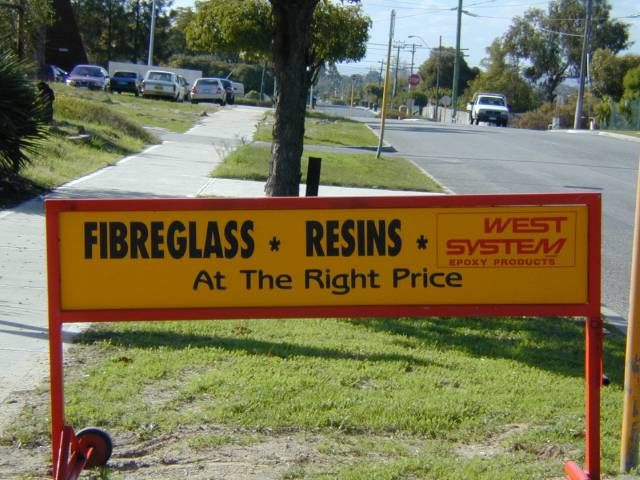 FIBREGLASS * RESINS *
At The Right Price
WEST
SYSTEM
EPOXY PRODUCTS